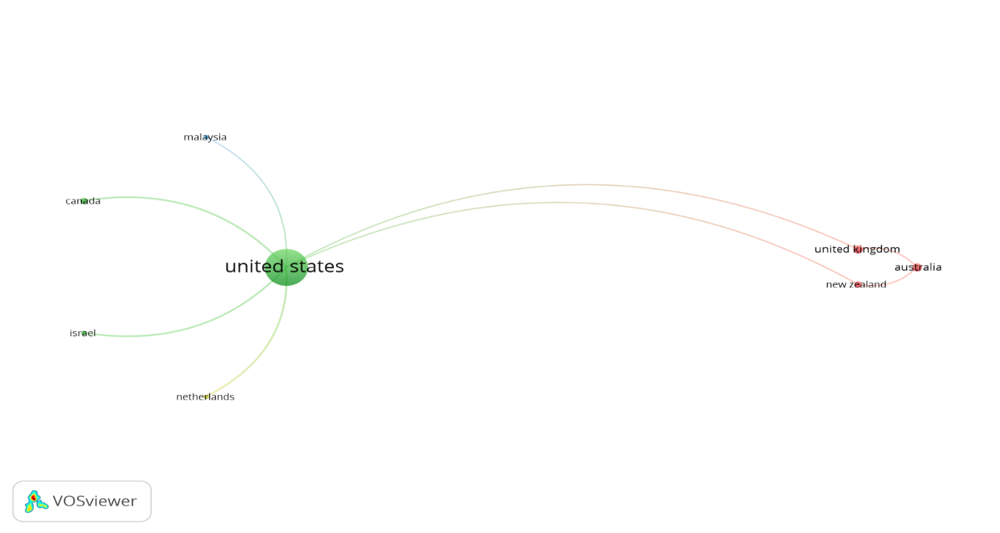 malaysia
canada
united kingdom
united states
australia
new zealand
israel
netherlands
VOSviewer